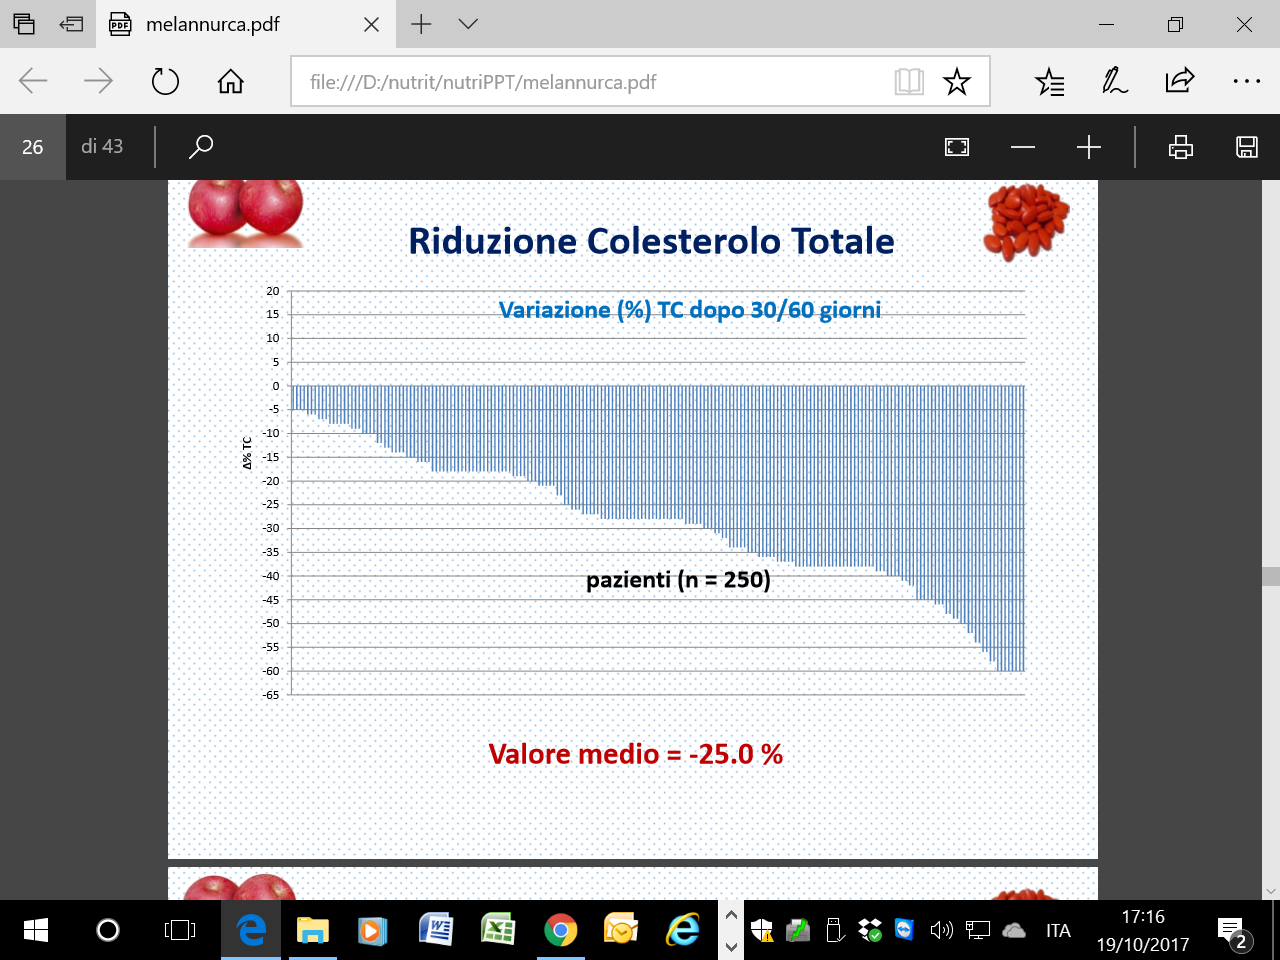 melannurca.pdf
file:///D:/nutrit/nutriPPT/melannurca.pdf
26 di 43
Riduzione Colesterolo Totale
Variazione (%) TC dopo 30/60 giorni
20
15
10
5
0
-5
-10
-15
-20
-25
-30
-35
-40
-45
-50
-55
-60
-65
Δ% TC
pazienti (n = 250)
Valore medio = -25.0 %
ITA
17:16
19/10/2017
2